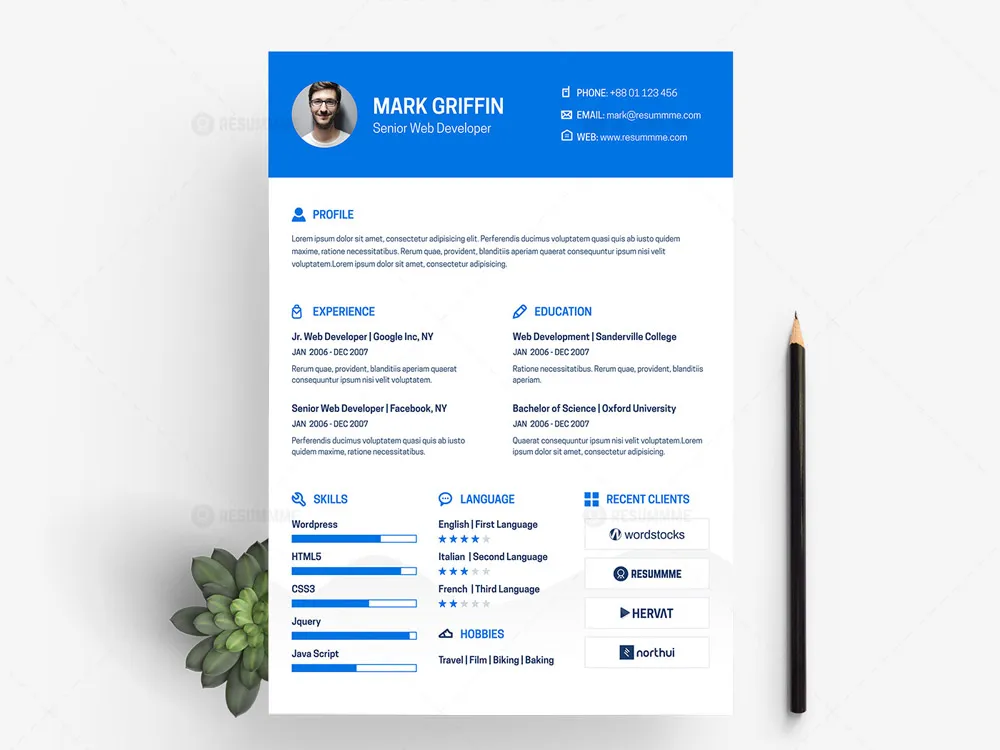 MARK GRIFFIN
Senior Web Developer
PHONE: +88 01 123 456
EMAIL: mark@resummme.com
WEB: www.resummme.com
PROFILE
Lorem ipsum dolor sit amet, consectetur adipisicing elit. Perferendis ducimus voluptatem quasi quis ab iusto quidem
maxime, ratione necessitatibus. Rerum quae, provident, blanditiis aperiam quaerat consequuntur ipsum nisi velit
voluptatem.Lorem ipsum dolor sit amet, consectetur adipisicing.
EXPERIENCE
Jr. Web Developer | Google Inc, NY
JAN 2006 - DEC 2007
Rerum quae, provident, blanditiis aperiam quaerat
consequuntur ipsum nisi velit voluptatem.
Senior Web Developer | Facebook, NY
JAN 2006 - DEC 2007
Perferendis ducimus voluptatem quasi quis ab iusto
quidem maxime, ratione necessitatibus.
EDUCATION
Web Development | Sanderville College
JAN 2006 - DEC 2007
Ratione necessitatibus. Rerum quae, provident, blanditiis
aperiam.
Bachelor of Science | Oxford University
JAN 2006 - DEC 2007
Quaerat consequuntur ipsum nisi velit voluptatem.Lorem
ipsum dolor sit amet, consectetur adipisicing.
SKILLS
Wordpress
HTML5
CSS3
Jquery
Java Script
LANGUAGE
English | First Language
Italian | Second Language
French | Third Language
HOBBIES
Travel | Film | Biking | Baking
RECENT CLIENTS
wordstocks
RESUMMME
HERVAT
northui
RESUMMME
RESUMMME
RESUMMME